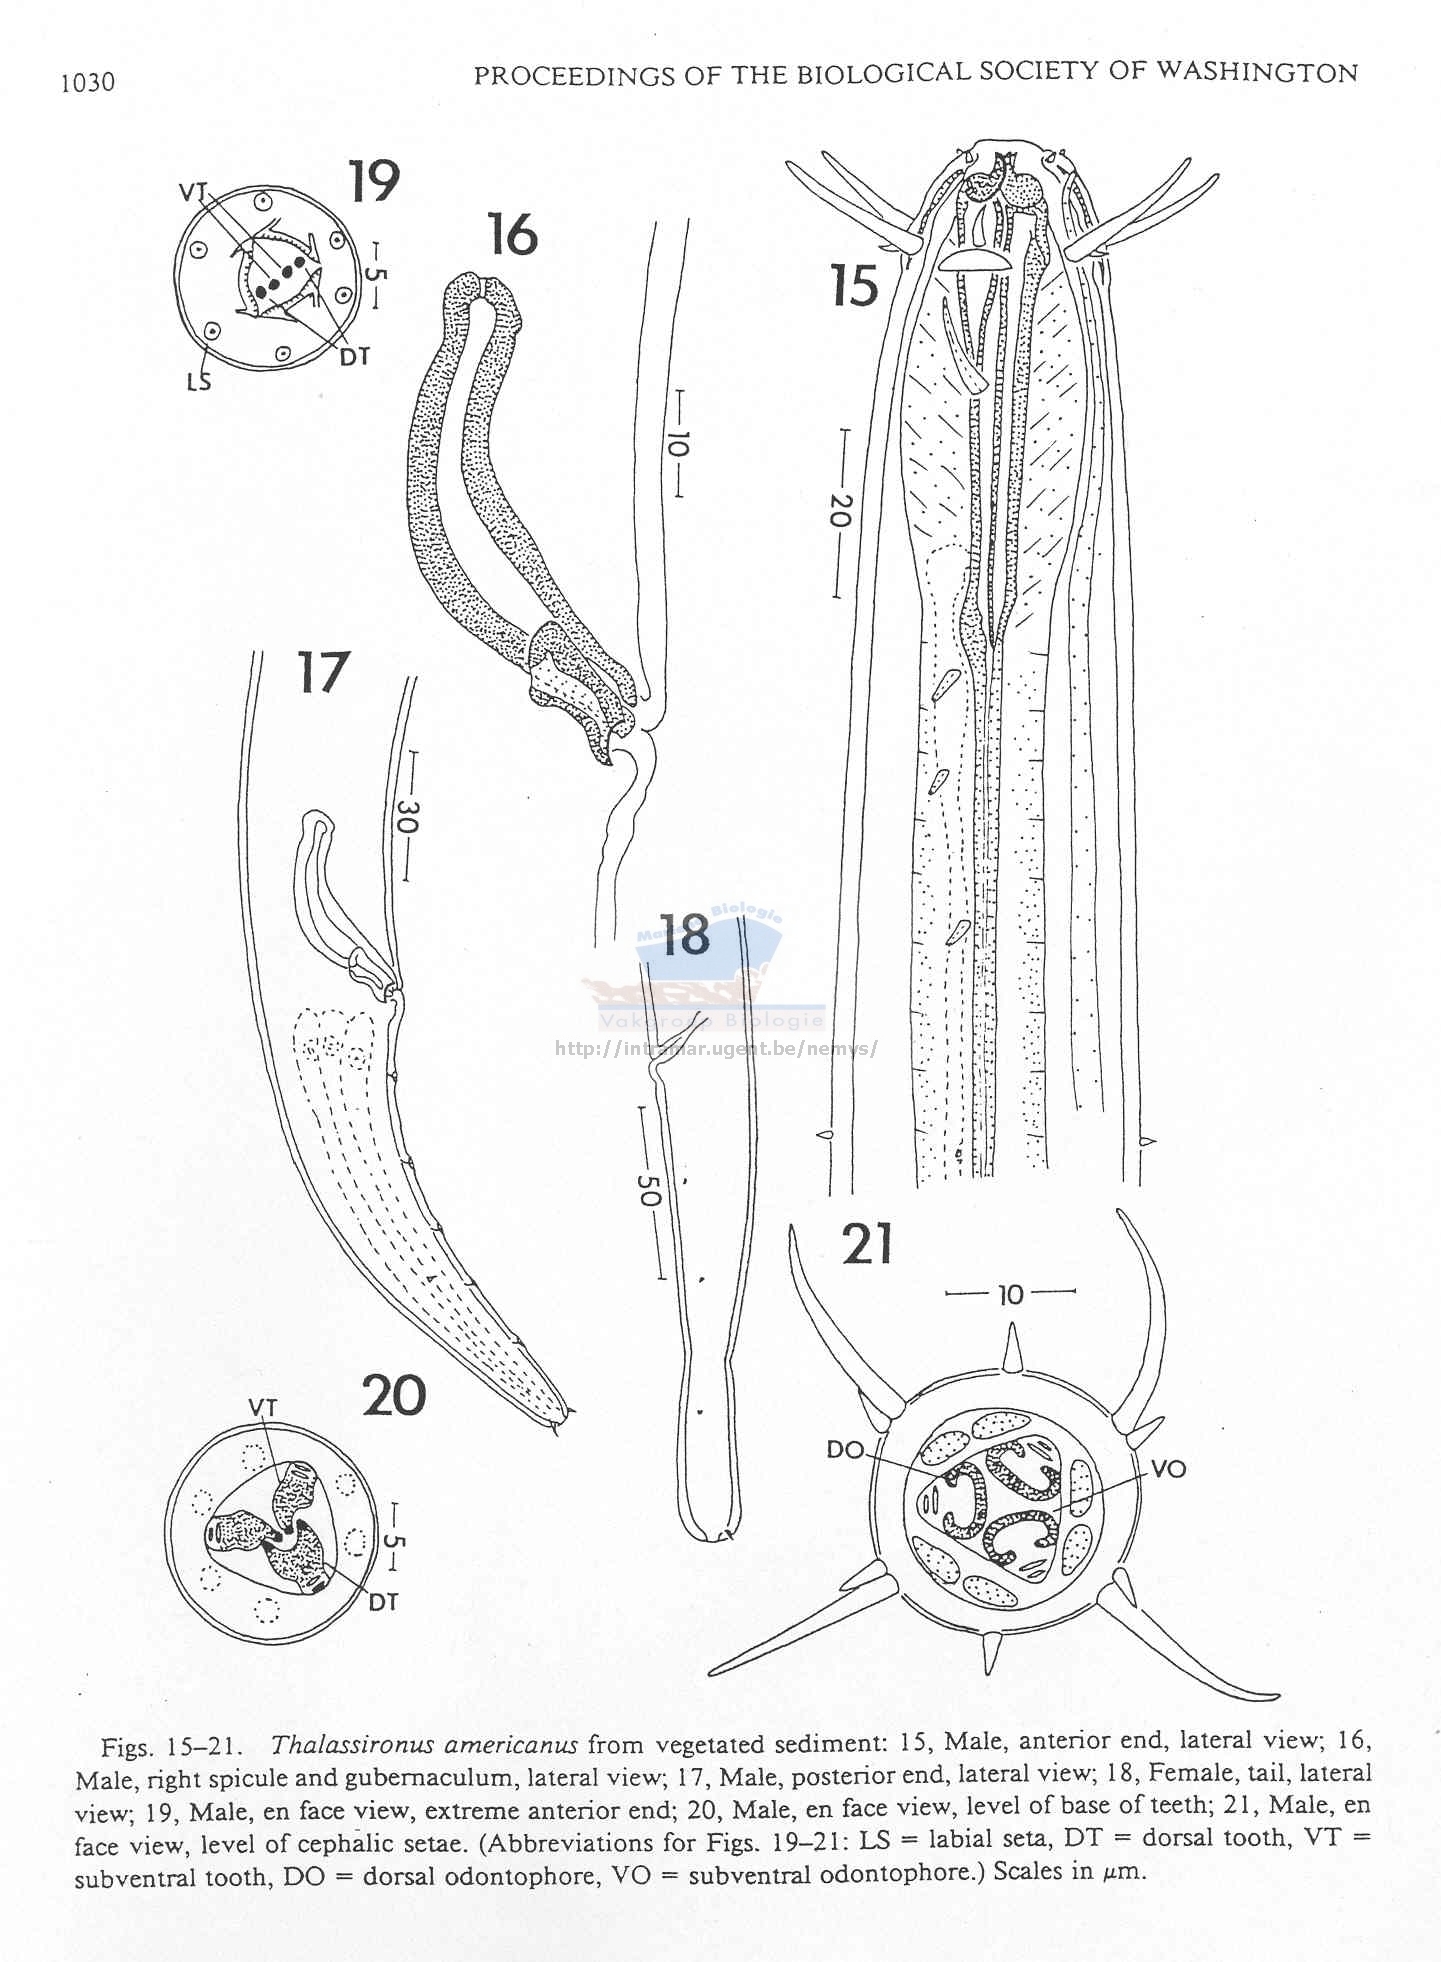 1030
PROCEEDINGS OF THE BIOLOGICAL SOCIETY OF WASHINGTON
19
VT
5
DT
LS
16
10
15
20
17
30
18
50
Mariene Biologie
Vakgroep Biologie
http://intramar.ugent.be/nemys/
20
VT
5
DT
21
10
DO
VO
Figs. 15–21. Thalassironus americanus from vegetated sediment: 15, Male, anterior end, lateral view; 16,
Male, right spicule and gubernaculum, lateral view; 17, Male, posterior end, lateral view; 18, Female, tail, lateral
view; 19, Male, en face view, extreme anterior end; 20, Male, en face view, level of base of teeth; 21, Male, en
face view, level of cephalic setae. (Abbreviations for Figs. 19–21: LS = labial seta, DT = dorsal tooth, VT =
subventral tooth, DO = dorsal odontophore, VO = subventral odontophore.) Scales in μm.